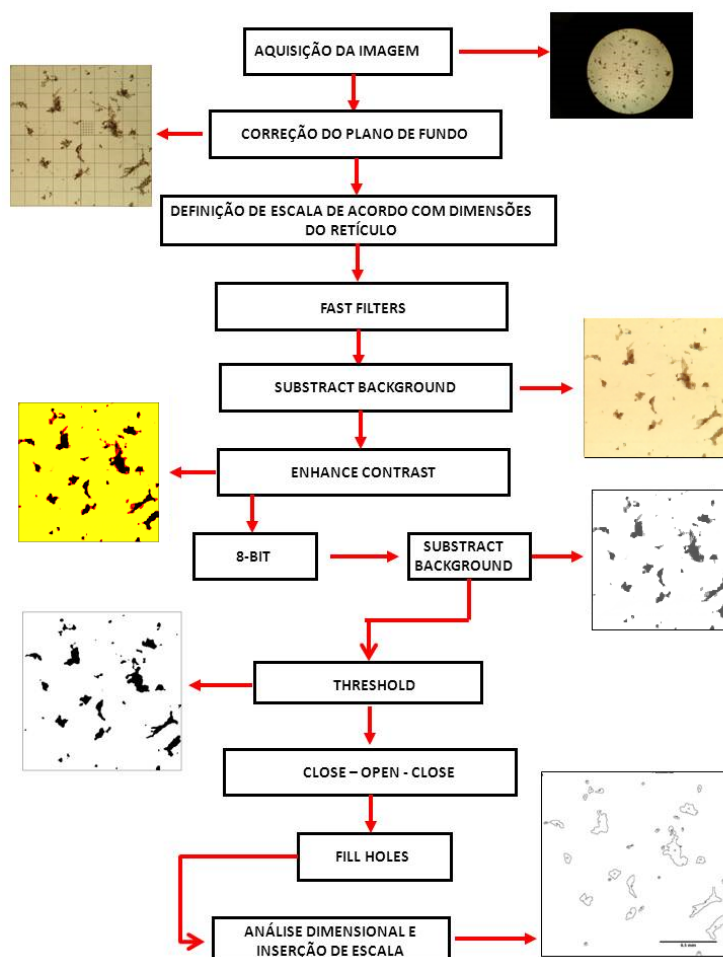 AQUISIÇÃO DA IMAGEM
CORREÇÃO DO PLANO DE FUNDO
DEFINIÇÃO DE ESCALA DE ACORDO COM DIMENSÕES
DO RETÍCULO
FAST FILTERS
SUBSTRACT BACKGROUND
ENHANCE CONTRAST
8-BIT
SUBSTRACT
BACKGROUND
THRESHOLD
CLOSE – OPEN - CLOSE
FILL HOLES
ANÁLISE DIMENSIONAL E
INSERÇÃO DE ESCALA